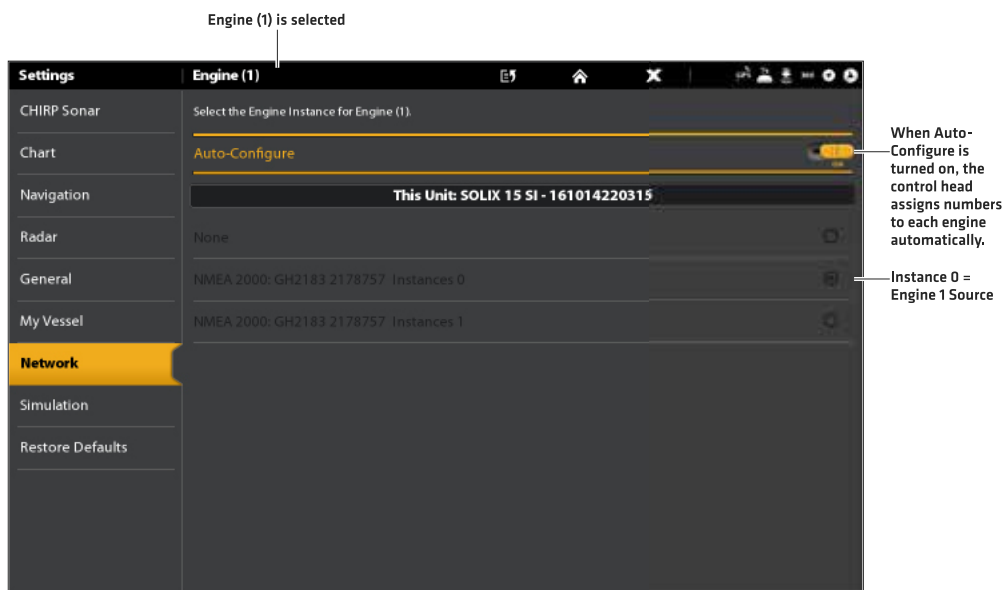 Engine (1) is selected
Settings
Engine (1)
CHIRP Sonar
Select the Engine Instance for Engine (1).
Chart
Auto-Configure
When Auto-
Configure is
turned on, the
control head
assigns numbers
to each engine
automatically.
Navigation
This Unit: SOLIX 15 SI - 161014220315
Radar
None
General
NMEA 2000: GH2183 2178757 Instances 0
Instance 0 =
Engine 1 Source
My Vessel
NMEA 2000: GH2183 2178757 Instances 1
Network
Simulation
Restore Defaults